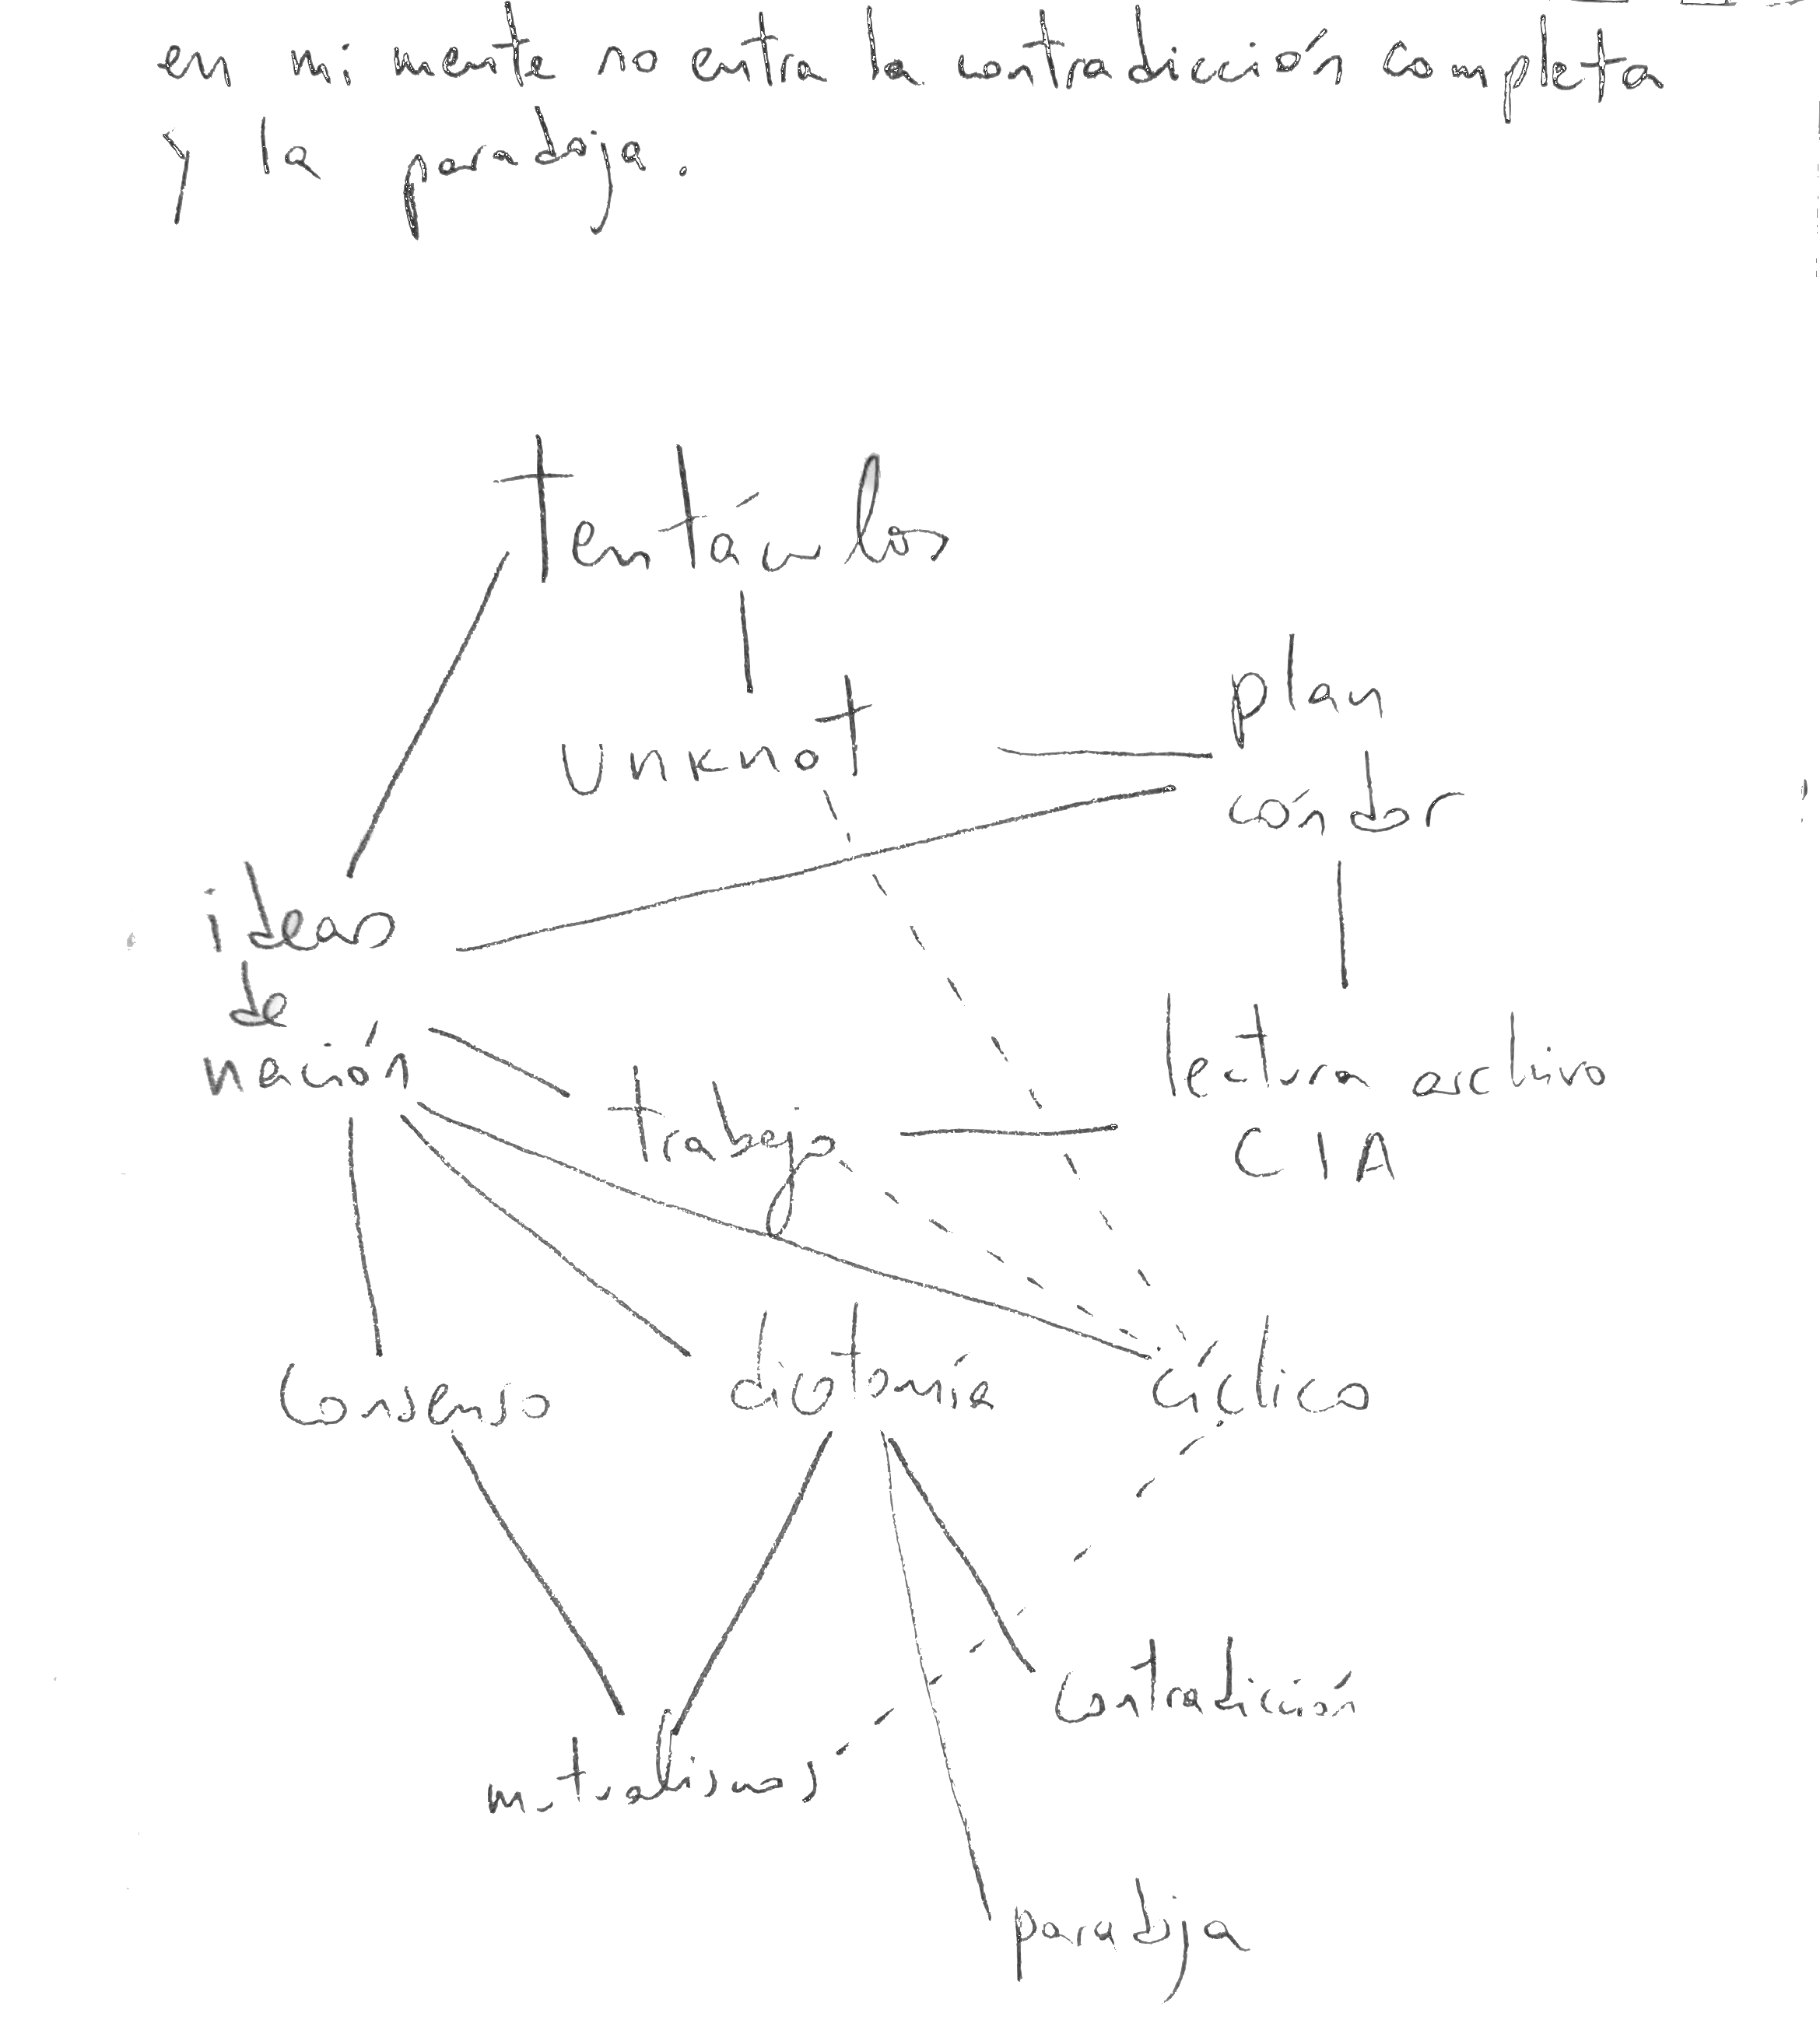 en mi mente no entra la contradicción completa
y la paradoja.
tentáculos
unknot
plan
cóndor
ideas
de
nación
lectura archivo
CIA
trabajo
consenso
dicotomía
cíclico
contradicción
mutualismos
paradoja